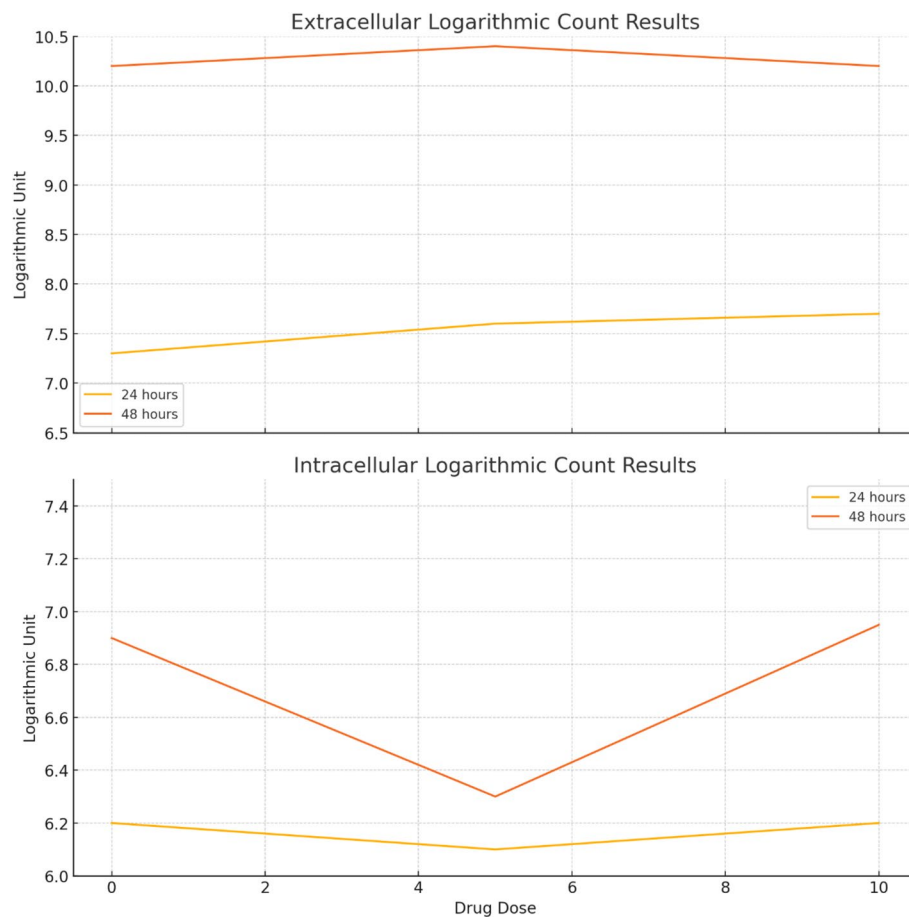 Extracellular Logarithmic Count Results
10.5
10.0
9.5
9.0
8.5
8.0
7.5
7.0
6.5
Logarithmic Unit
24 hours
48 hours
Intracellular Logarithmic Count Results
7.4
7.2
7.0
6.8
6.6
6.4
6.2
6.0
Logarithmic Unit
24 hours
48 hours
0 2 4 6 8 10
Drug Dose